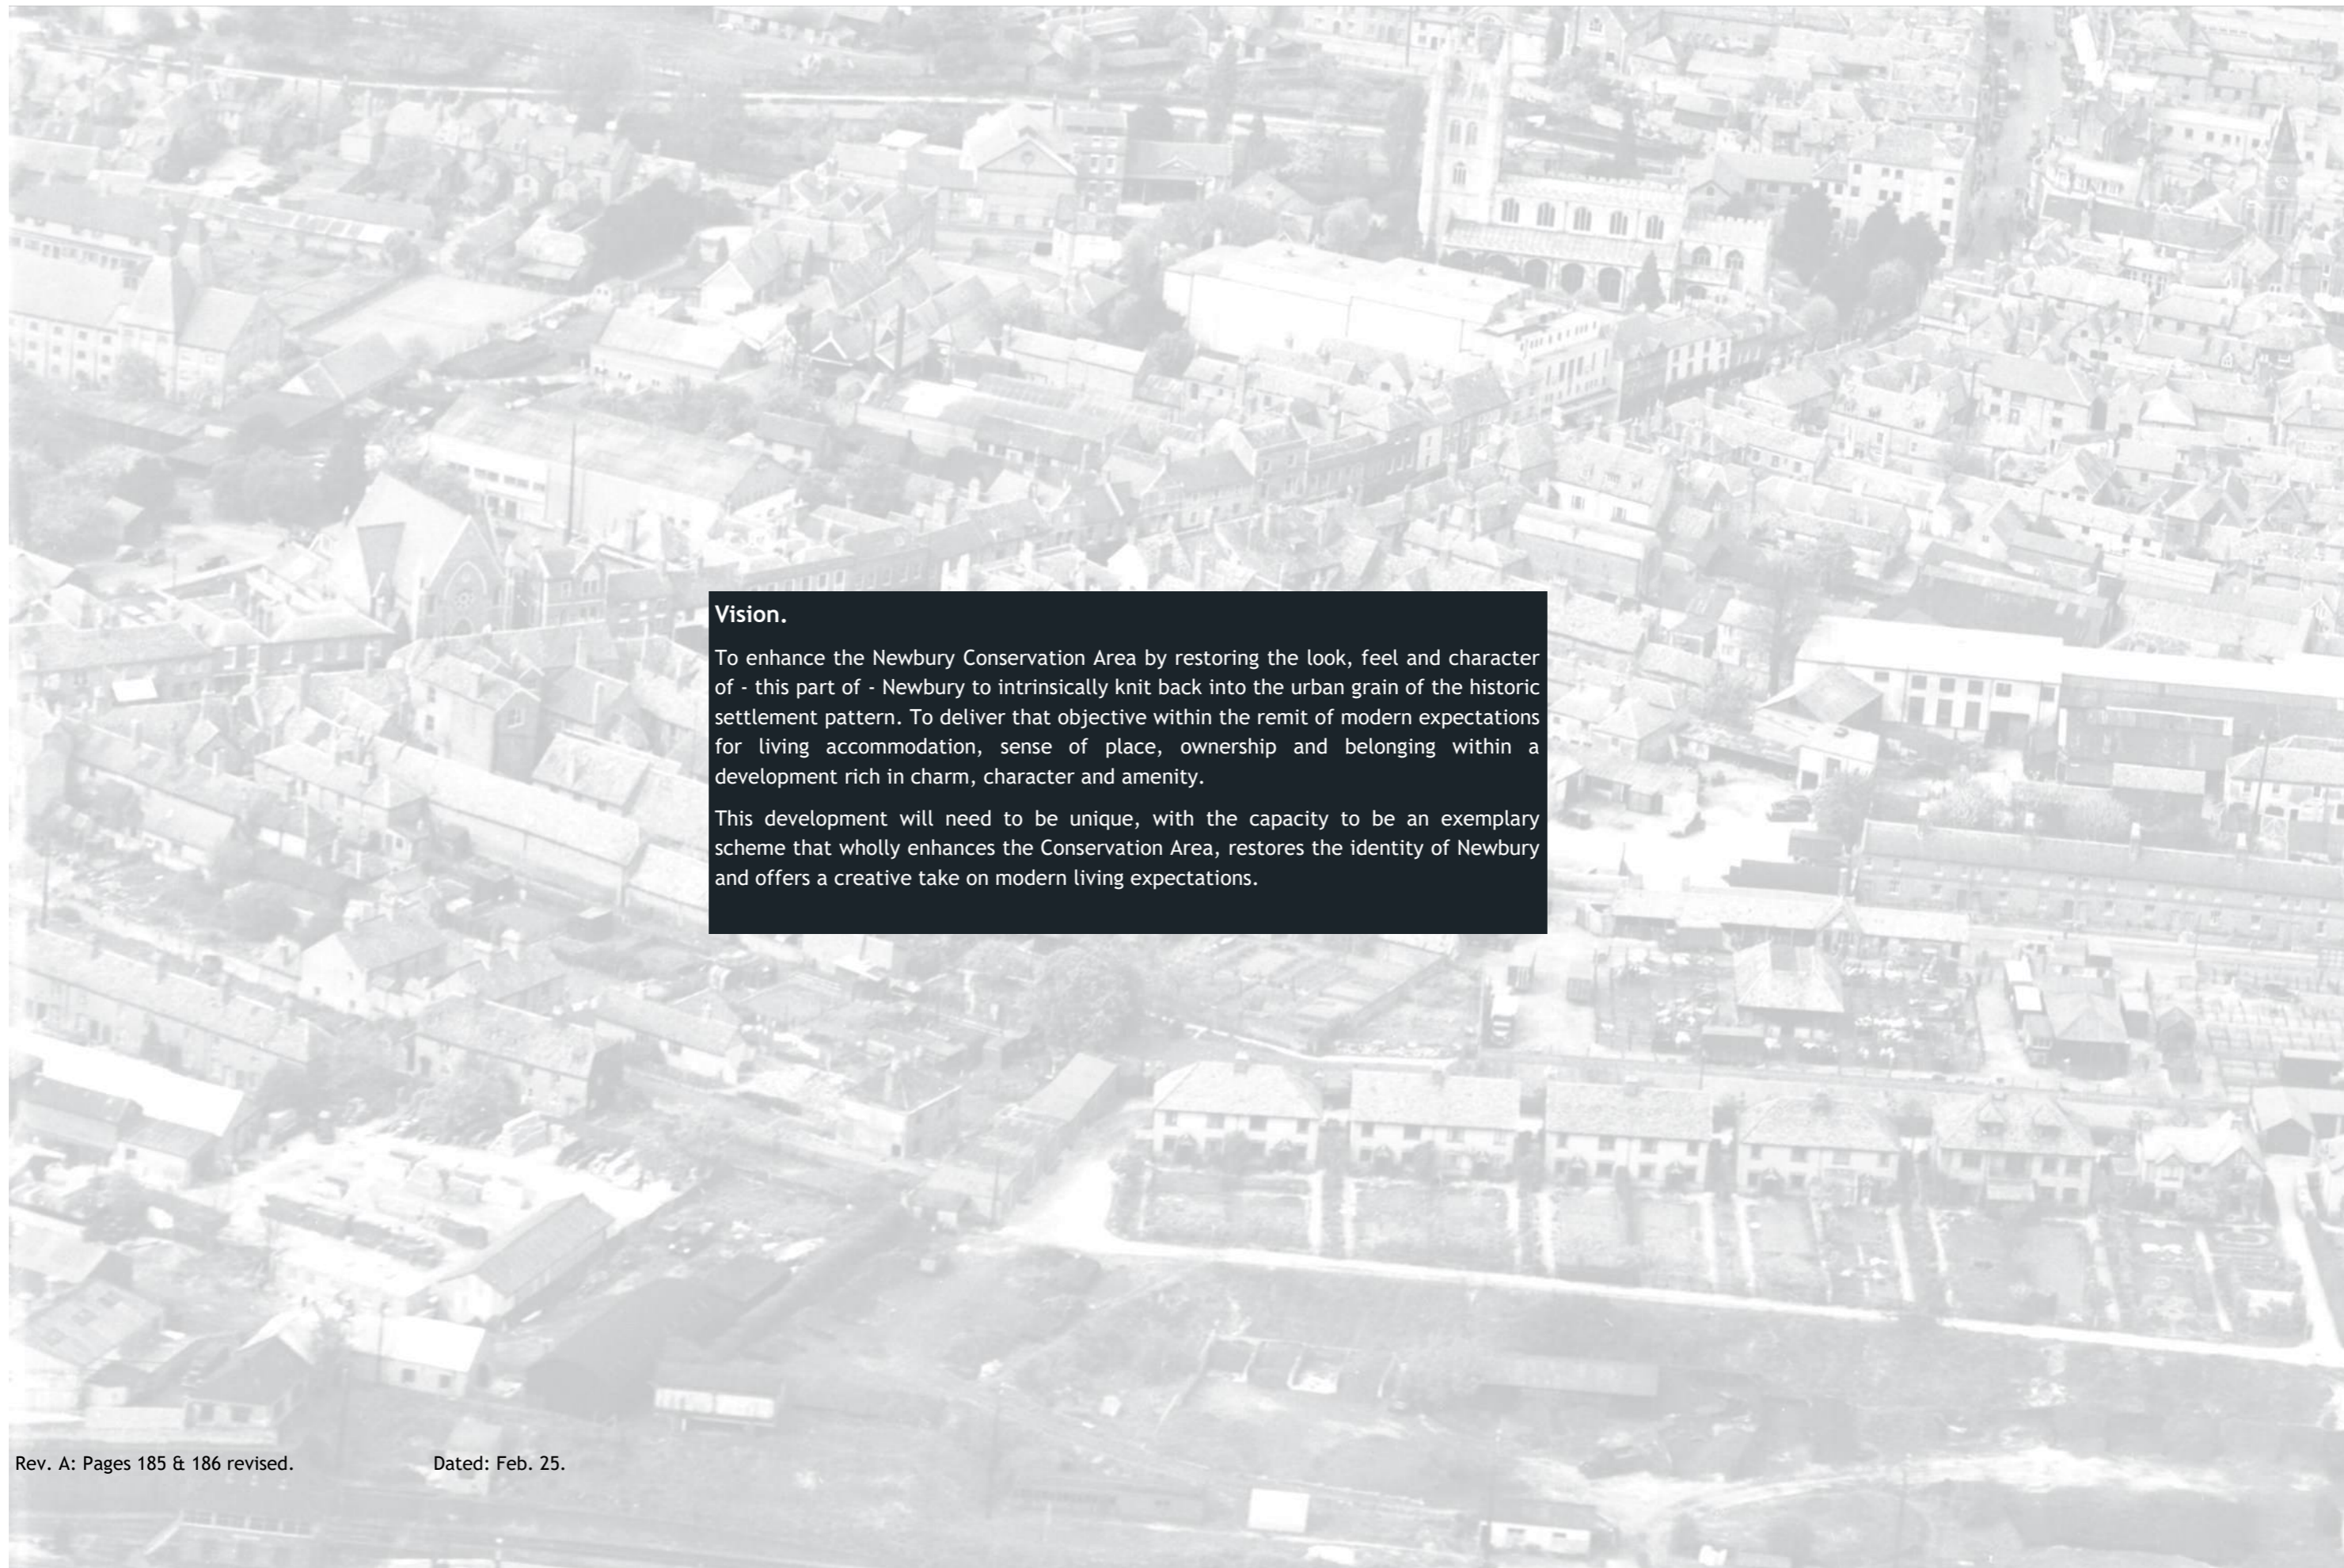 Vision.
To enhance the Newbury Conservation Area by restoring the look, feel and character
of - this part of - Newbury to intrinsically knit back into the urban grain of the historic
settlement pattern. To deliver that objective within the remit of modern expectations
for living accommodation, sense of place, ownership and belonging within a
development rich in charm, character and amenity.
This development will need to be unique, with the capacity to be an exemplary
scheme that wholly enhances the Conservation Area, restores the identity of Newbury
and offers a creative take on modern living expectations.
Rev. A: Pages 185 & 186 revised. Dated: Feb. 25.